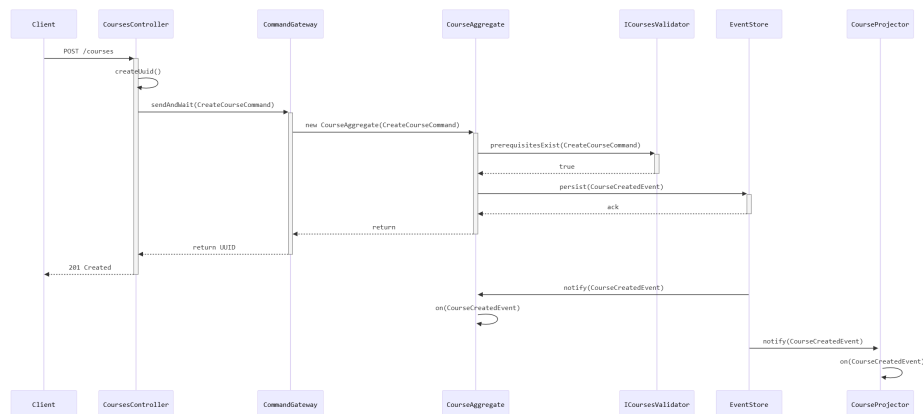 Client CoursesController CommandGateway CourseAggregate ICoursesValidator EventStore CourseProjector
POST /courses
createUuid()
sendAndWait(CreateCourseCommand)
new CourseAggregate(CreateCourseCommand)
prerequisitesExist(CreateCourseCommand)
true
persist(CourseCreatedEvent)
ack
return
return UUID
201 Created
notify(CourseCreatedEvent)
on(CourseCreatedEvent)
notify(CourseCreatedEvent)
on(CourseCreatedEvent)
Client CoursesController CommandGateway CourseAggregate ICoursesValidator EventStore CourseProjector